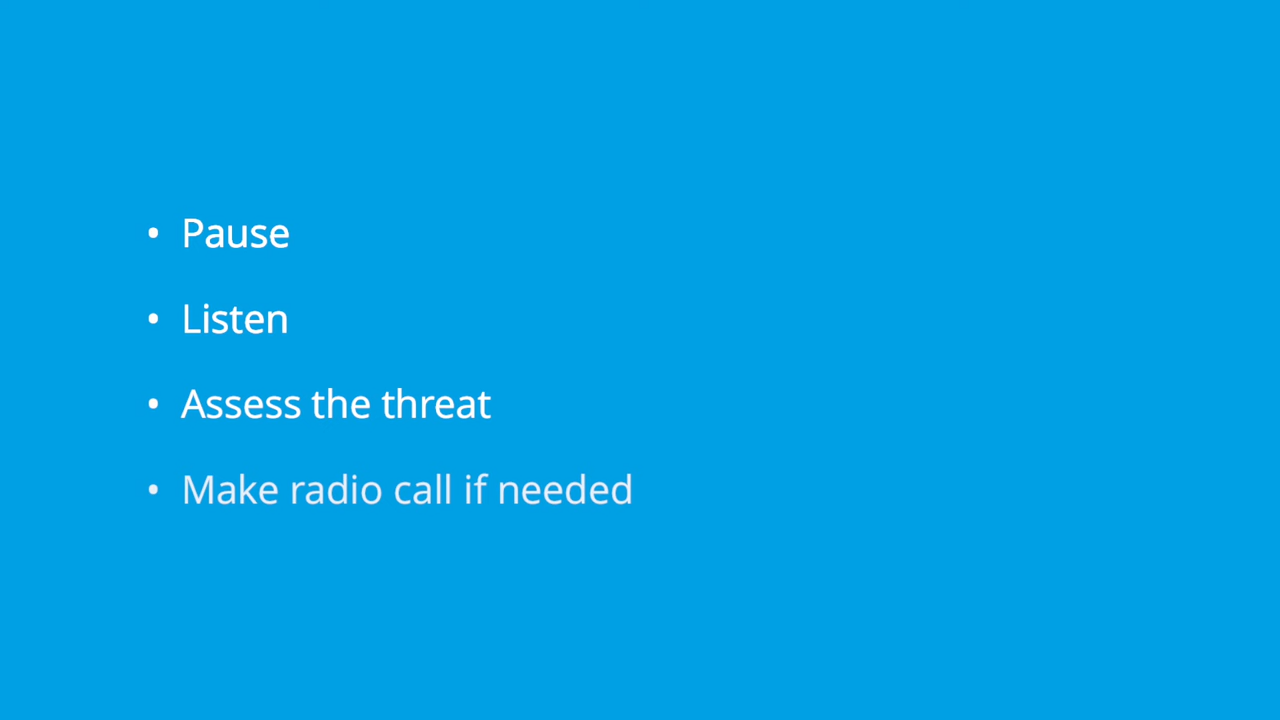 • Pause
• Listen
• Assess the threat
• Make radio call if needed